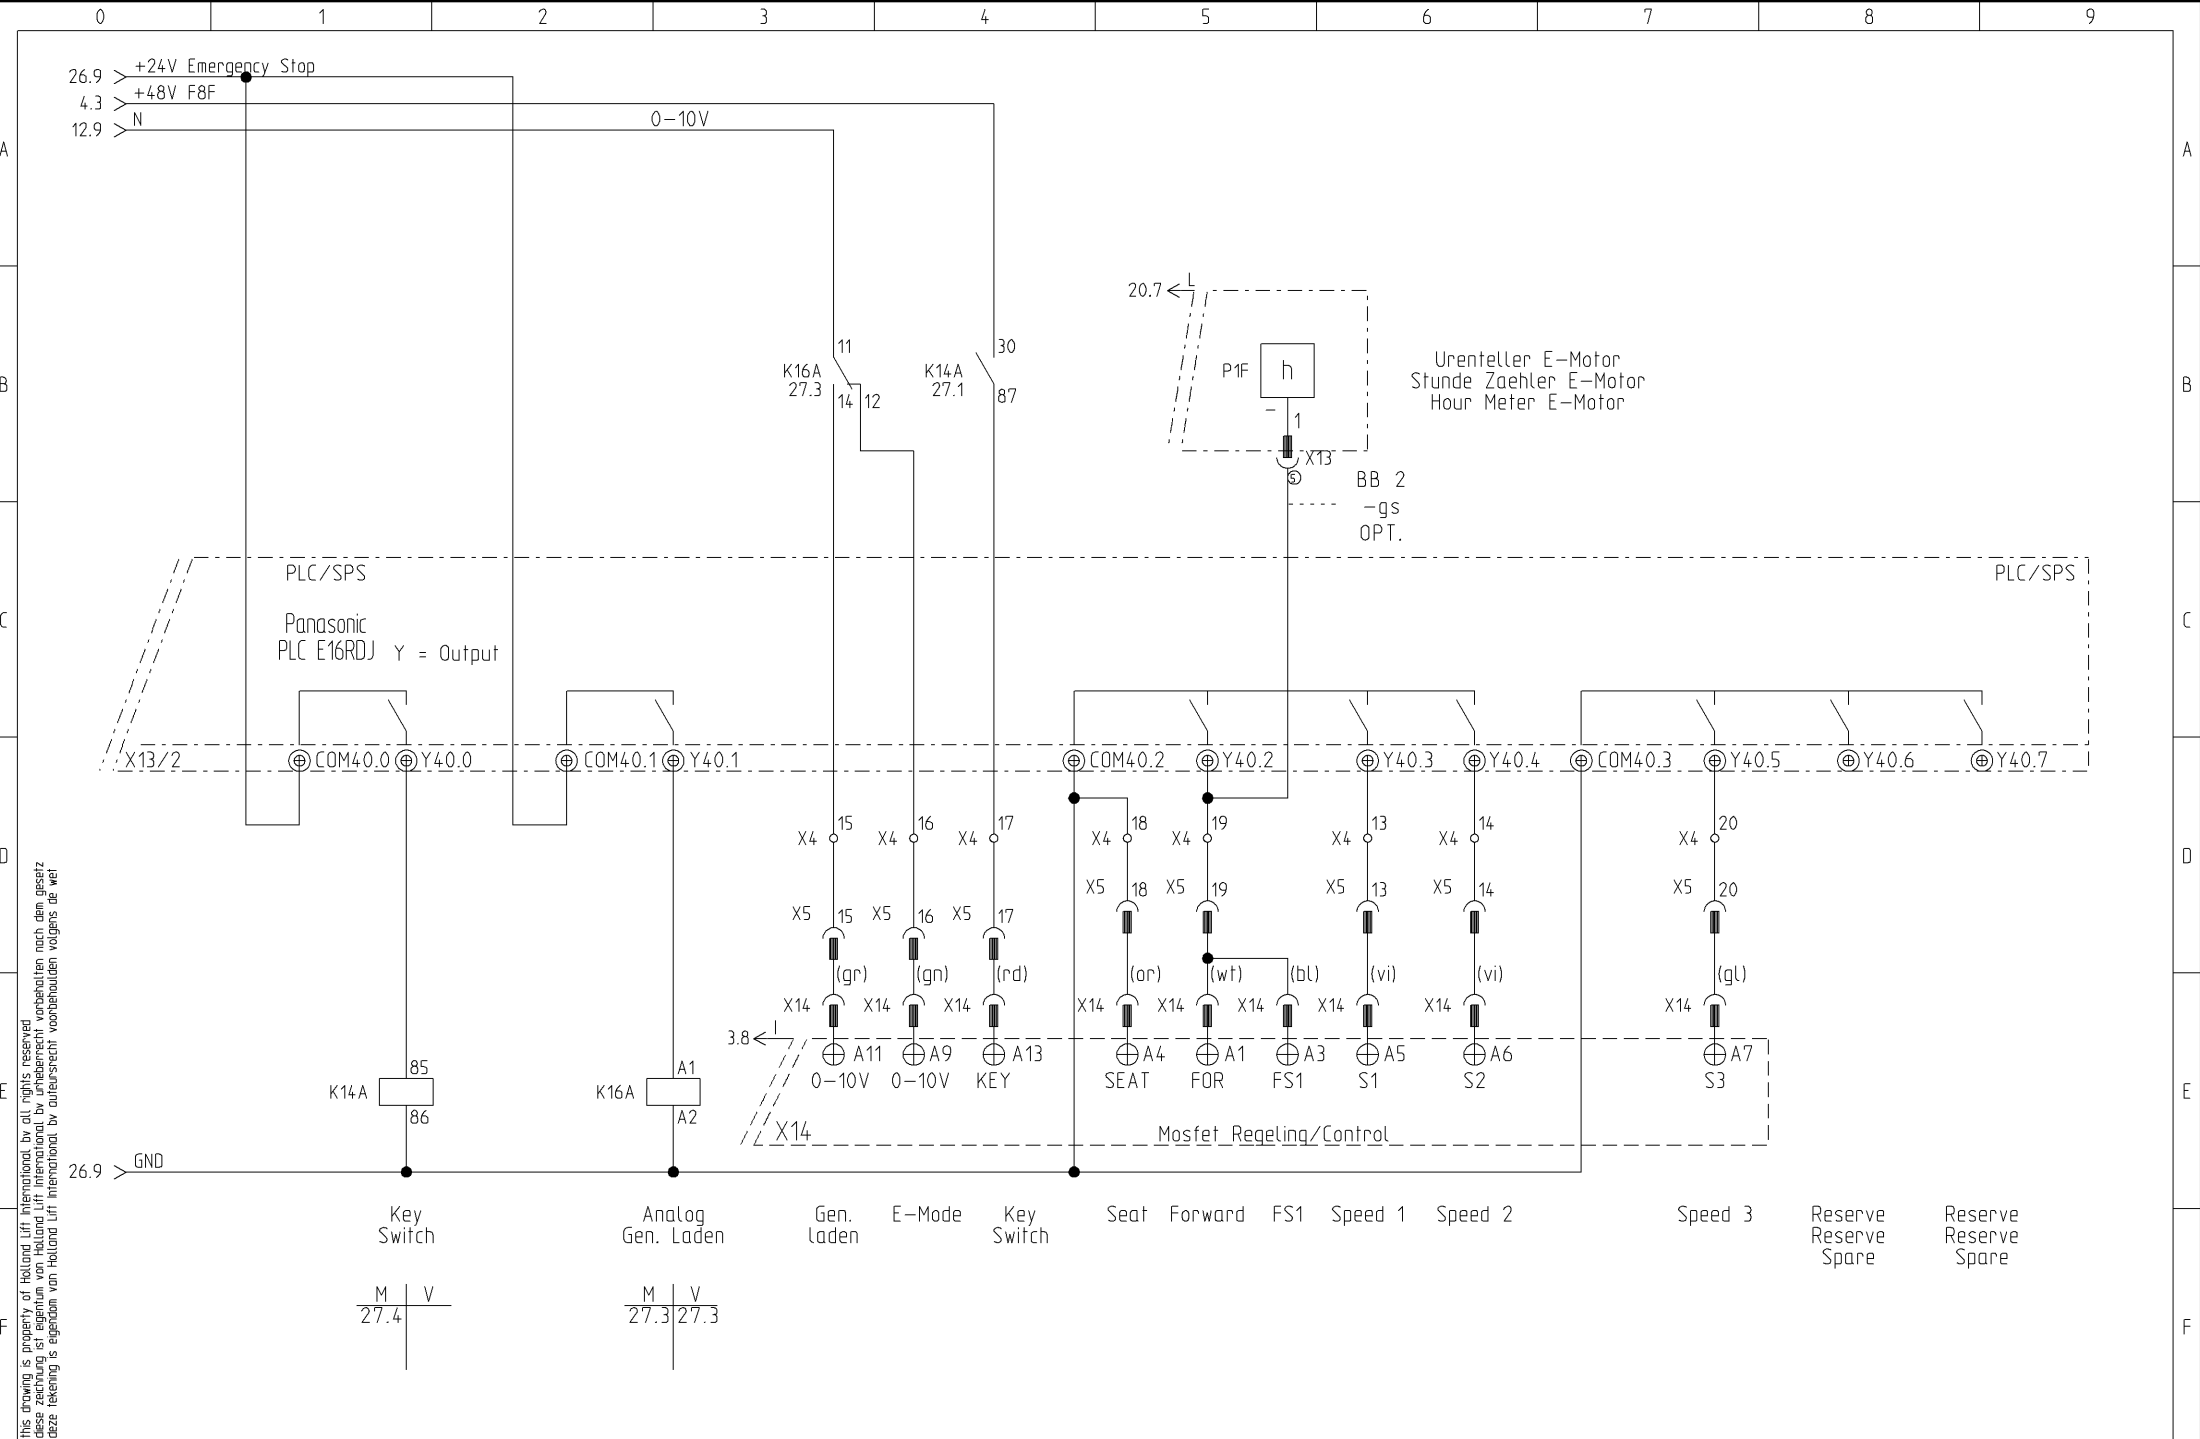 0 1 2 3 4 5 6 7 8 9
26.9 +24V Emergency Stop
4.3 +48V F8F
12.9 N
0-10V
A A
20.7 L
11
30
K16A
27.3
14 12
K14A
27.1
87
P1F h
-
1
X13
5
Urenteller E-Motor
Stunde Zaehler E-Motor
Hour Meter E-Motor
B B
BB 2
-gs
OPT.
PLC/SPS PLC/SPS
Panasonic
PLC E16RDJ Y = Output
C C
X13/2 COM40.0 Y40.0 COM40.1 Y40.1 COM40.2 Y40.2 Y40.3 Y40.4 COM40.3 Y40.5 Y40.6 Y40.7
15 16 17 18 19 13 14 20
X4 X4 X4 X4 X4 X4 X4 X4
D D
X5 18 X5 19 X5 13 X5 14 X5 20
X5 15 X5 16 X5 17
(gr) (gn) (rd) (or) (wt) (bl) (vi) (vi) (gl)
X14 X14 X14 X14 X14 X14 X14 X14 X14
3.8 I
A11 A9 A13 A4 A1 A3 A5 A6 A7
0-10V 0-10V KEY SEAT FOR FS1 S1 S2 S3
85 A1
K14A K16A
86 A2
E E
X14 Mosfet Regeling/Control
26.9 GND
Key Analog Gen. E-Mode Key Seat Forward FS1 Speed 1 Speed 2 Speed 3 Reserve Reserve
Switch Gen. Laden laden Switch Reserve Reserve
Spare Spare
M V M V
27.4 27.3 27.3
F F
this drawing is property of Holland Lift International bv all rights reserved
diese zeichnung ist eigentum von Holland Lift International bv urheberrecht vorbehalten nach dem gesetz
deze tekening is eigendom van Holland Lift International bv auteursrecht voorbehoulden volgens de wet